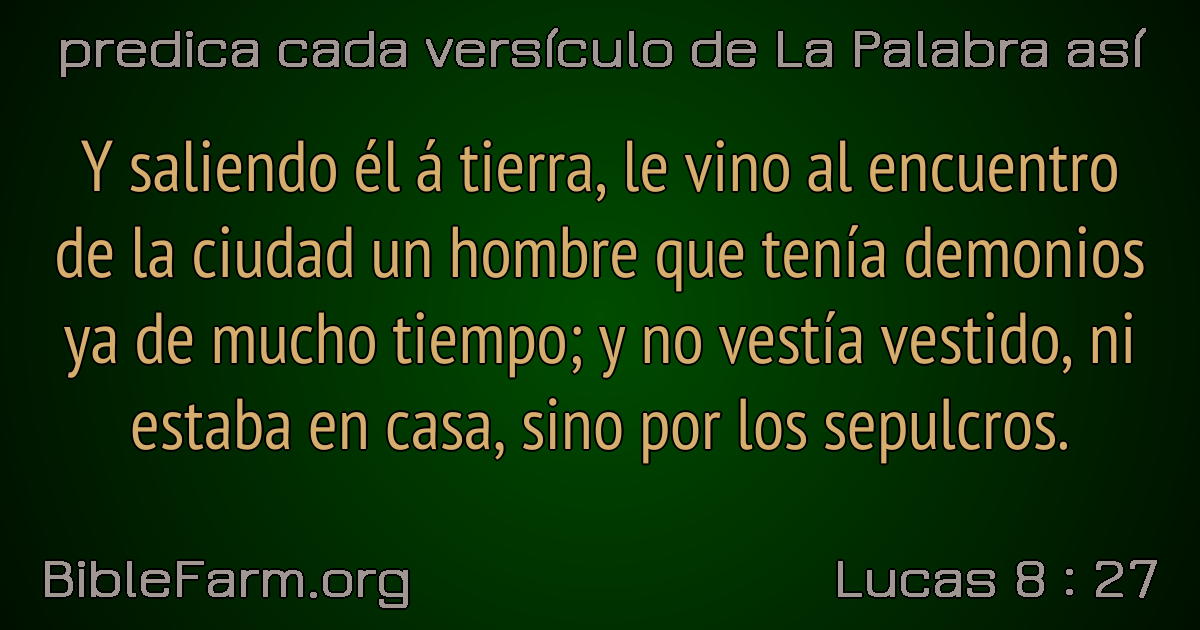 predica cada versículo de La Palabra así
Y saliendo él á tierra, le vino al encuentro
de la ciudad un hombre que tenía demonios
ya de mucho tiempo; y no vestía vestido, ni
estaba en casa, sino por los sepulcros.
BibleFarm.org
Lucas 8 : 27